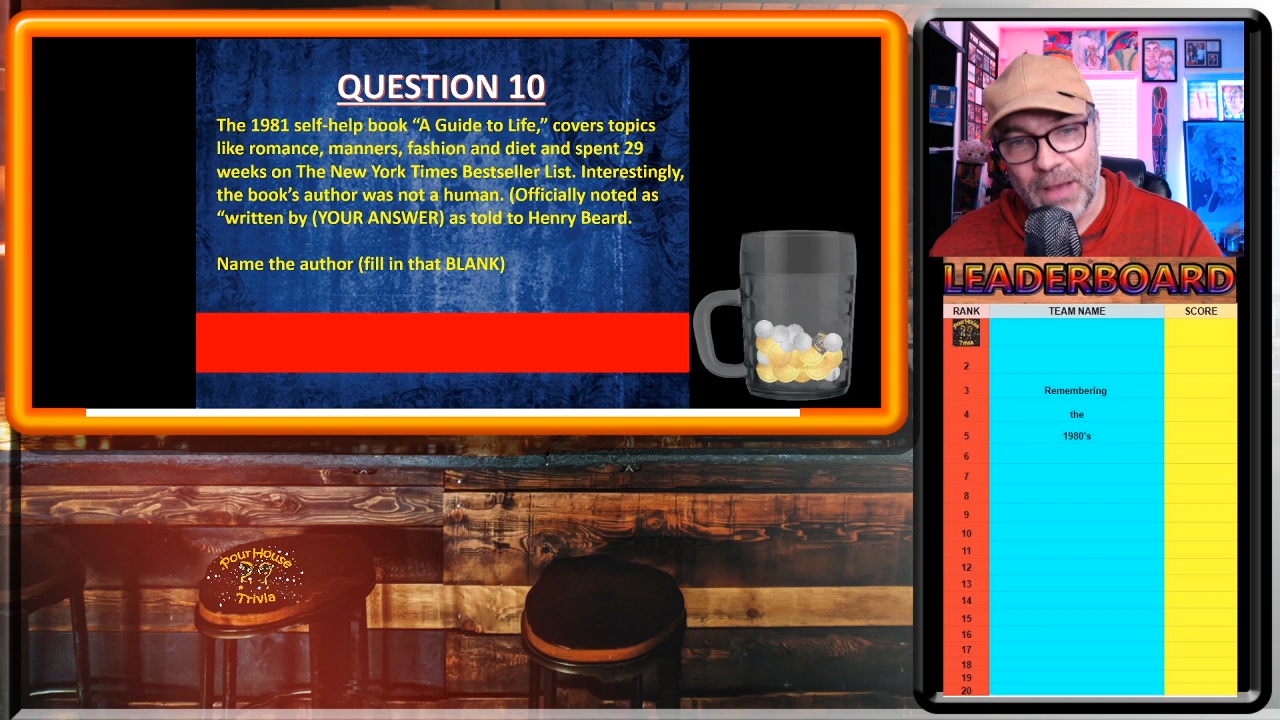 QUESTION 10
The 1981 self-help book “A Guide to Life,” covers topics
like romance, manners, fashion and diet and spent 29
weeks on The New York Times Bestseller List. Interestingly,
the book’s author was not a human. (Officially noted as
“written by (YOUR ANSWER) as told to Henry Beard.
Name the author (fill in that BLANK)
LEADERBOARD
RANK TEAM NAME SCORE
PourHouse
Trivia
2
3 Remembering
4 the
5 1980's
6
7
8
9
10
11
12
13
14
15
16
17
18
19
20
PourHouse
Trivia